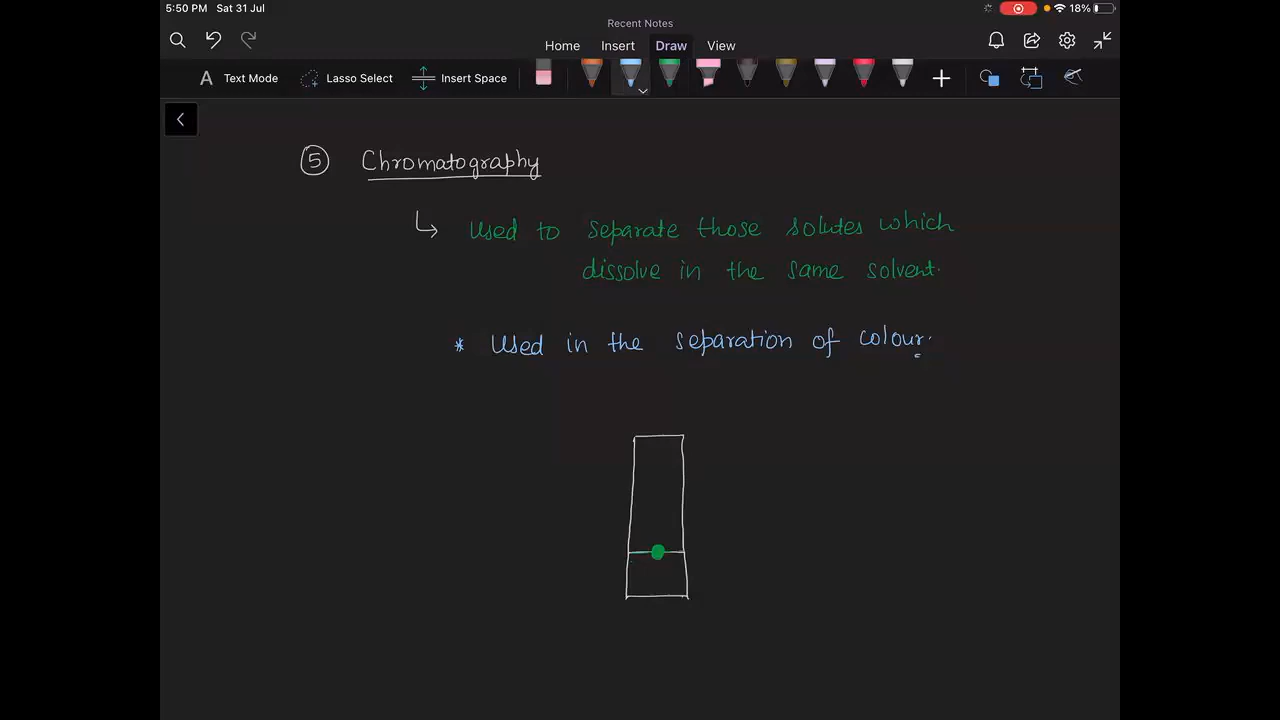 5:50 PM Sat 31 Jul
18%
Recent Notes
Home Insert Draw View
A Text Mode Lasso Select Insert Space
5 Chromatography
Used to separate those solutes which
dissolve in the same solvent.
* Used in the separation of colour.